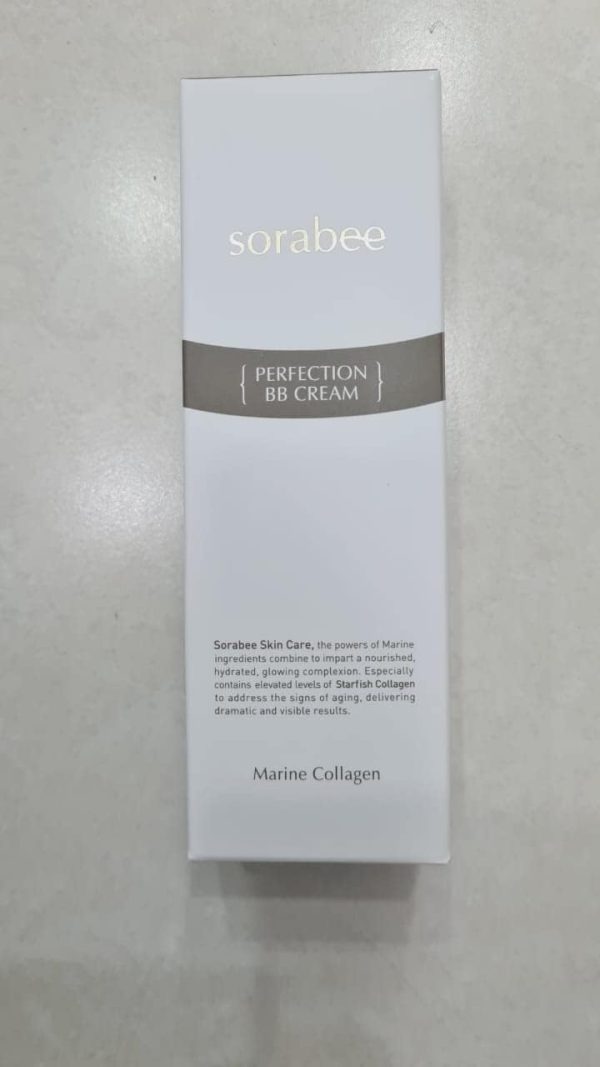 sorabee
{ PERFECTION
BB CREAM }
Sorabee Skin Care, the powers of Marine
ingredients combine to impart a nourished,
hydrated, glowing complexion. Especially
contains elevated levels of Starfish Collagen
to address the signs of aging, delivering
dramatic and visible results.
Marine Collagen